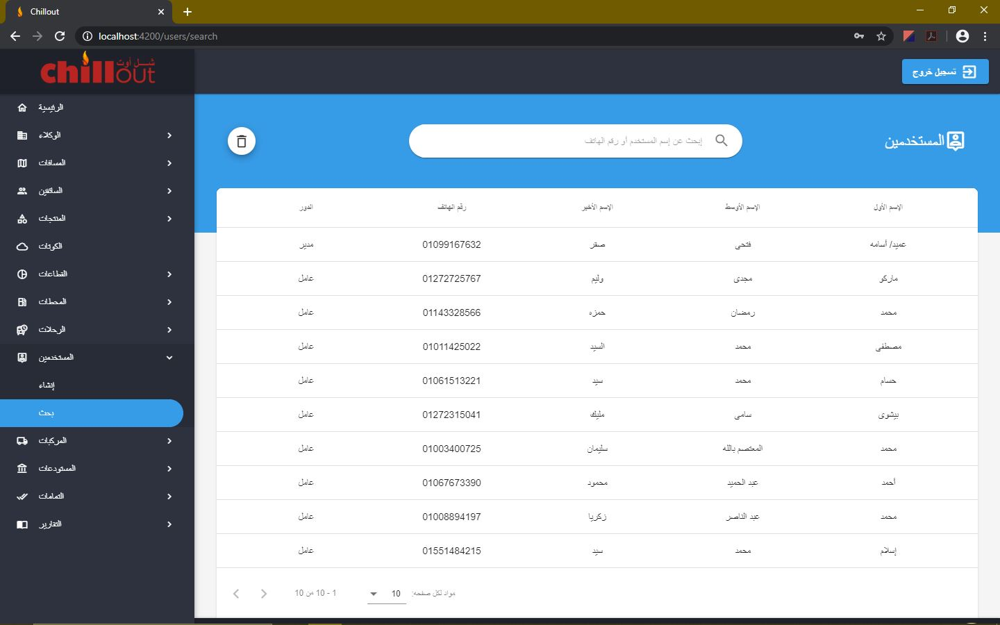 Chillout
localhost:4200/users/search
شل أوت
chillout
تسجيل خروج
الرئيسية
الوكلاء
المسافات
السائقين
المنتجات
الكوتات
القطاعات
المحطات
الرحلات
المستخدمين
إنشاء
بحث
المركبات
المستودعات
التمامات
التقارير
المستخدمين
إبحث عن إسم المستخدم أو رقم الهاتف
الإسم الأول الإسم الأوسط الإسم الأخير رقم الهاتف الدور
عميد/ أسامه فتحى صقر 01099167632 مدير
ماركو مجدى وليم 01272725767 عامل
محمد رمضان حمزه 01143328566 عامل
مصطفى محمد السيد 01011425022 عامل
حسام محمد سيد 01061513221 عامل
بيشوى سامى مليك 01272315041 عامل
محمد المعتصم بالله سليمان 01003400725 عامل
أحمد عبد الحميد محمود 01067673390 عامل
محمد عبد الناصر زكريا 01008894197 عامل
إسلام محمد سيد 01551484215 عامل
مواد لكل صفحه: 10 1 - 10 من 10